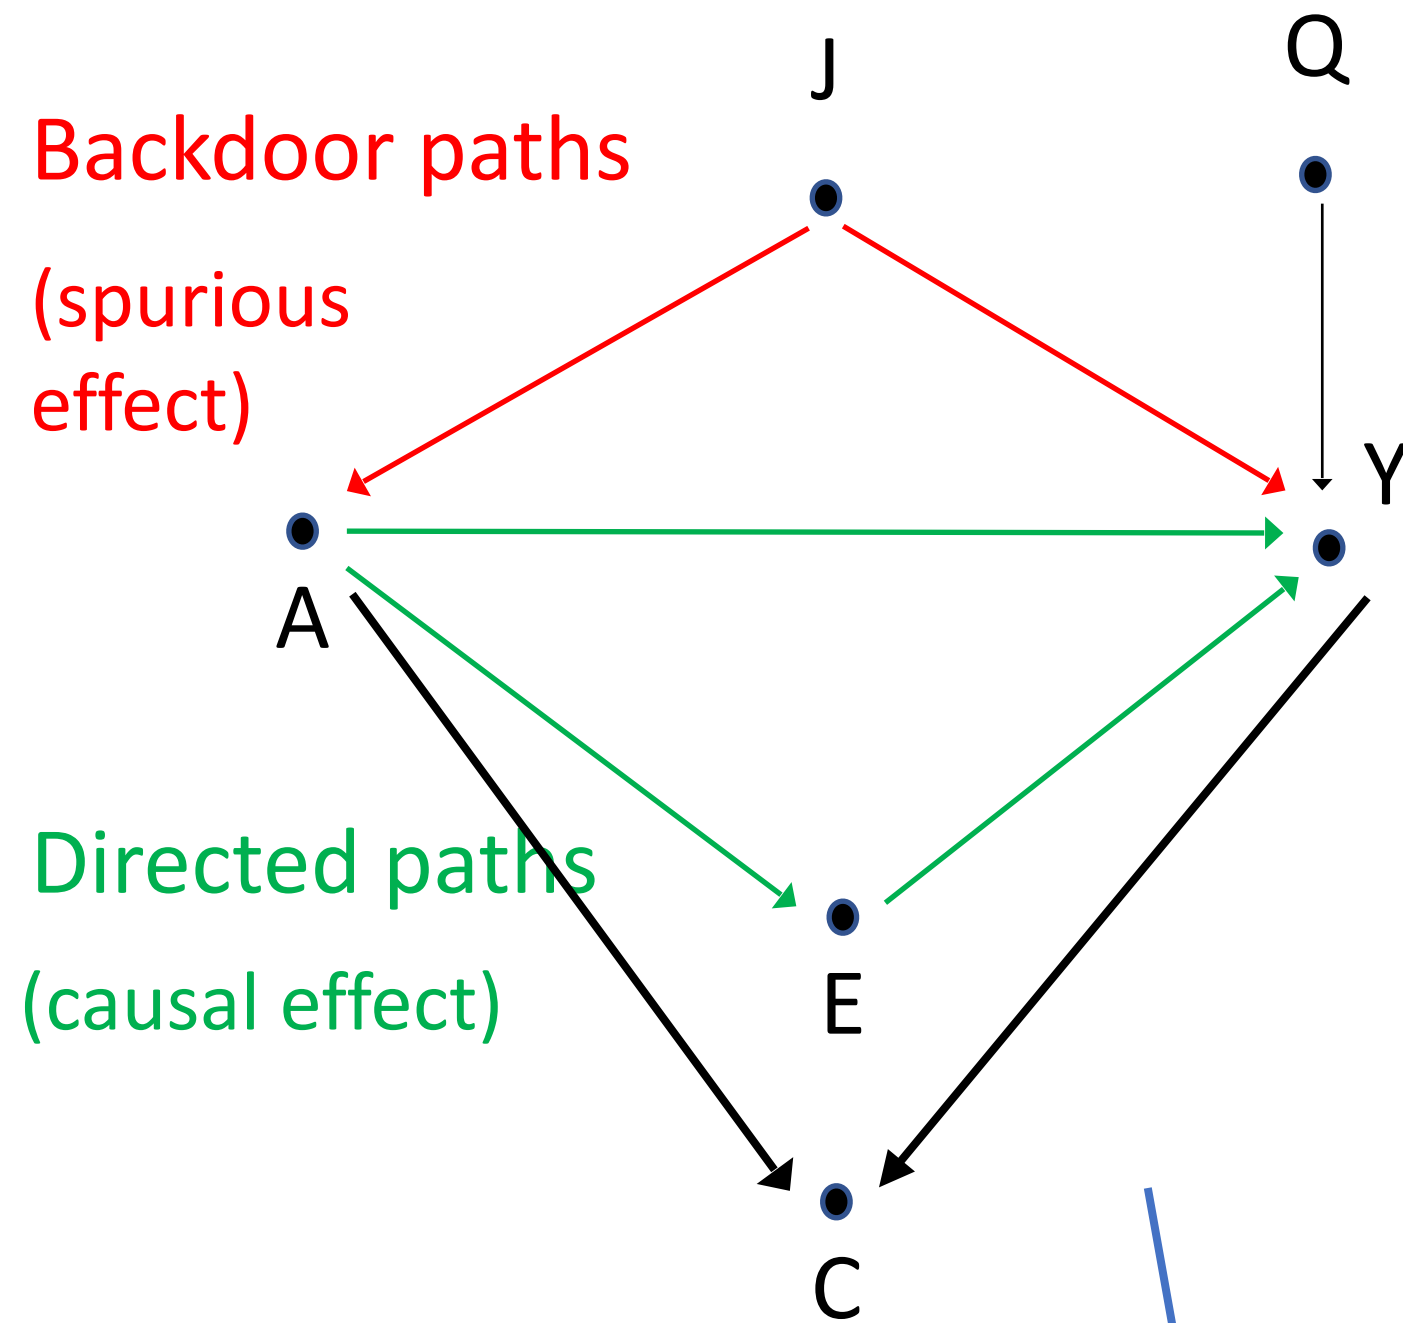 J
Q
Backdoor paths
(spurious
effect)
Y
A
Directed paths
(causal effect)
E
C